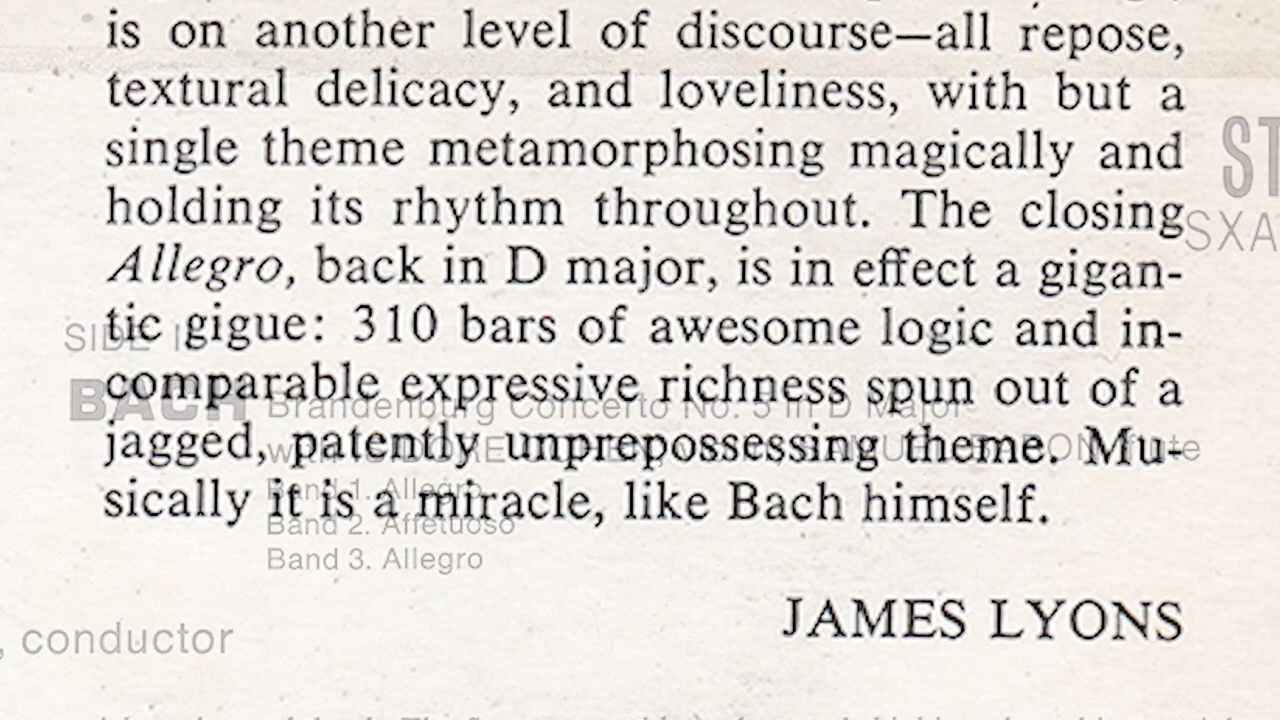 is on another level of discourse—all repose,
textural delicacy, and loveliness, with but a
single theme metamorphosing magically and
holding its rhythm throughout. The closing
Allegro, back in D major, is in effect a gigan-
tic gigue: 310 bars of awesome logic and in-
comparable expressive richness spun out of a
jagged, patently unprepossessing theme. Mu-
sically it is a miracle, like Bach himself.
JAMES LYONS
ST
SXA
SIDE I
BACH Brandenburg Concerto No. 5 in D Major
with flute
Band 1. Allegro
Band 2. Affetuoso
Band 3. Allegro
, conductor